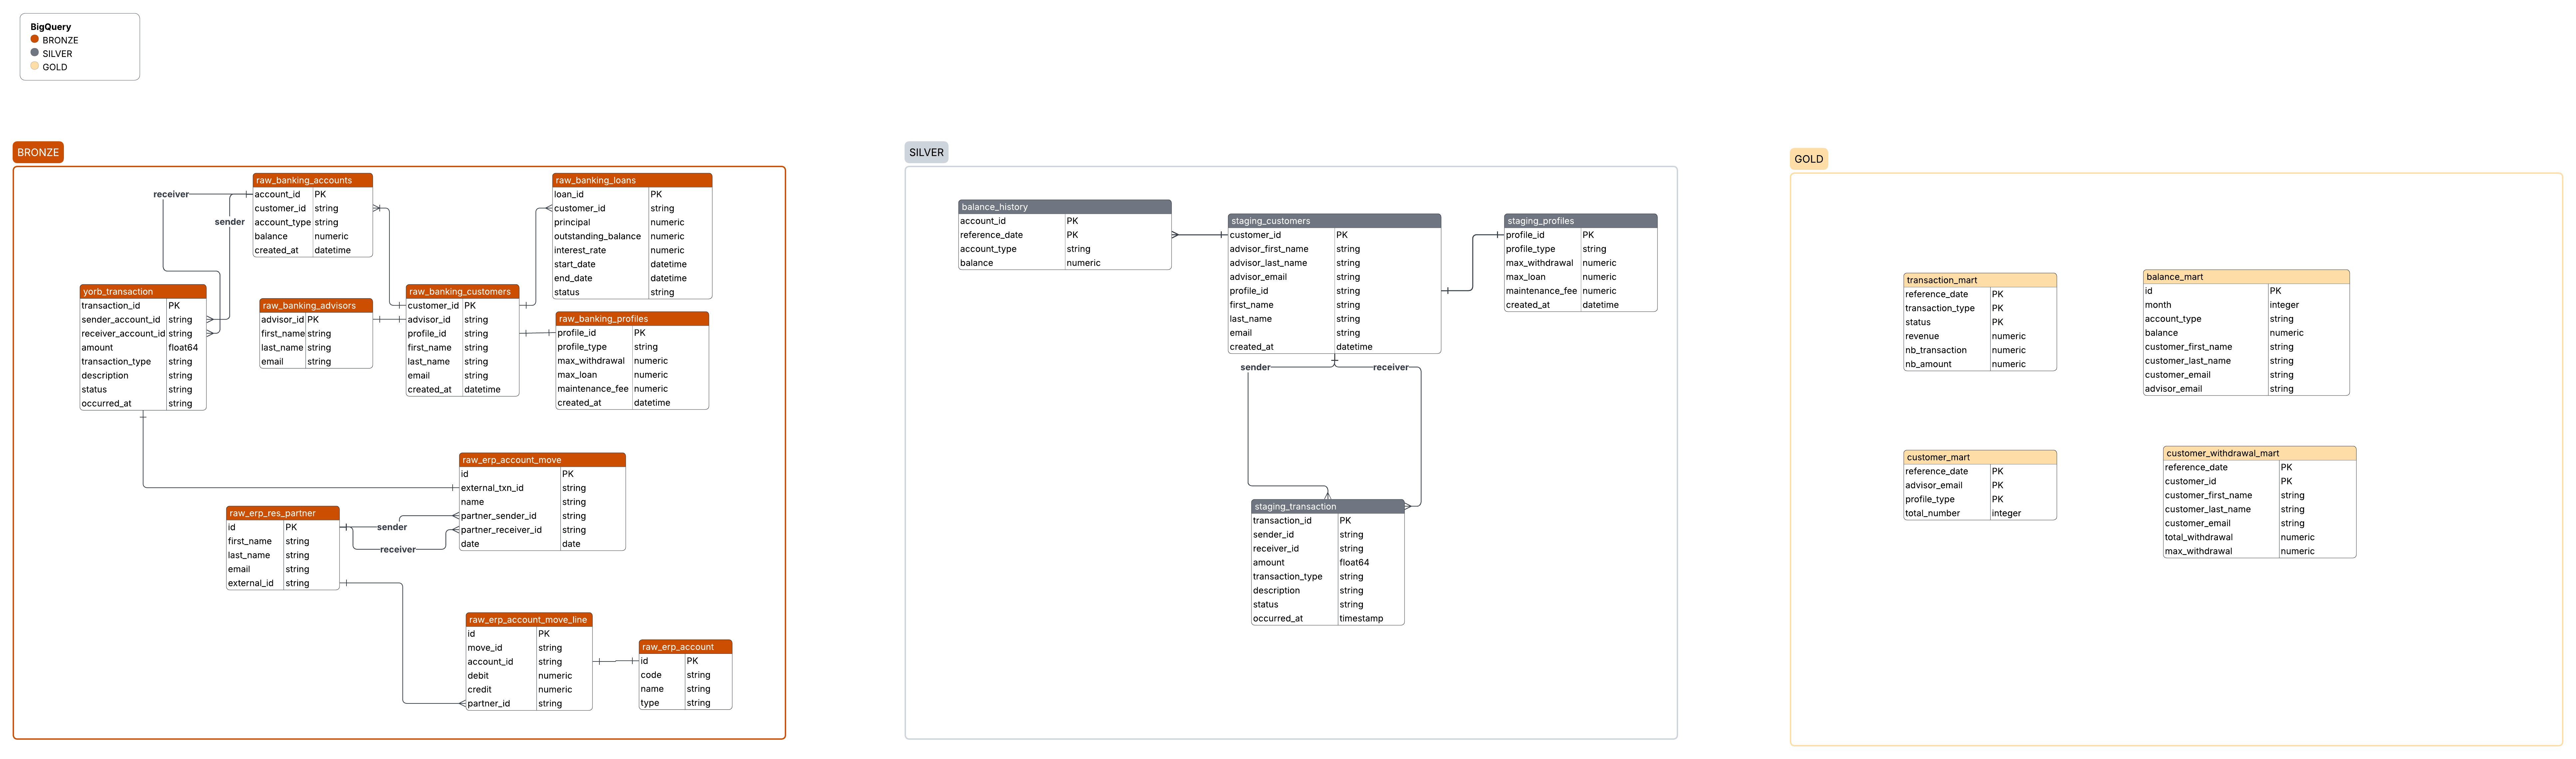 BigQuery
BRONZE
SILVER
GOLD
BRONZE
raw_banking_accounts
account_id PK
customer_id string
account_type string
balance numeric
created_at datetime
receiver
sender
raw_banking_loans
loan_id PK
customer_id string
principal numeric
outstanding_balance numeric
interest_rate numeric
start_date datetime
end_date datetime
status string
yorb_transaction
transaction_id PK
sender_account_id string
receiver_account_id string
amount float64
transaction_type string
description string
status string
occurred_at string
raw_banking_advisors
advisor_id PK
first_name string
last_name string
email string
raw_banking_customers
customer_id PK
advisor_id string
profile_id string
first_name string
last_name string
email string
created_at datetime
raw_banking_profiles
profile_id PK
profile_type string
max_withdrawal numeric
max_loan numeric
maintenance_fee numeric
created_at datetime
raw_erp_account_move
id PK
external_txn_id string
name string
partner_sender_id string
partner_receiver_id string
date date
raw_erp_res_partner
id PK
first_name string
last_name string
email string
external_id string
sender
receiver
raw_erp_account_move_line
id PK
move_id string
account_id string
debit numeric
credit numeric
partner_id string
raw_erp_account
id PK
code string
name string
type string
SILVER
balance_history
account_id PK
reference_date PK
account_type string
balance numeric
staging_customers
customer_id PK
advisor_first_name string
advisor_last_name string
advisor_email string
profile_id string
first_name string
last_name string
email string
created_at datetime
staging_profiles
profile_id PK
profile_type string
max_withdrawal numeric
max_loan numeric
maintenance_fee numeric
created_at datetime
sender
receiver
staging_transaction
transaction_id PK
sender_id string
receiver_id string
amount float64
transaction_type string
description string
status string
occurred_at timestamp
GOLD
transaction_mart
reference_date PK
transaction_type PK
status PK
revenue numeric
nb_transaction numeric
nb_amount numeric
balance_mart
id PK
month integer
account_type string
balance numeric
customer_first_name string
customer_last_name string
customer_email string
advisor_email string
customer_mart
reference_date PK
advisor_email PK
profile_type PK
total_number integer
customer_withdrawal_mart
reference_date PK
customer_id PK
customer_first_name string
customer_last_name string
customer_email string
total_withdrawal numeric
max_withdrawal numeric